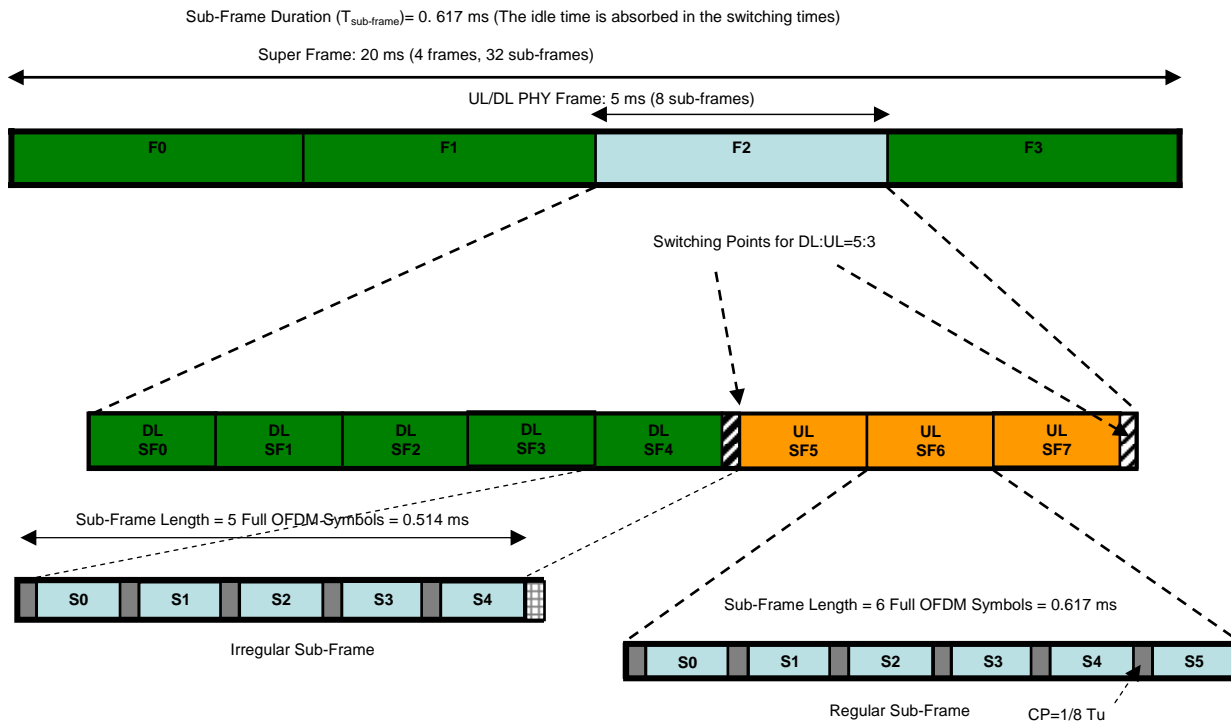 Sub-Frame Duration (Tsub-frame)= 0. 617 ms (The idle time is absorbed in the switching times)
Super Frame: 20 ms (4 frames, 32 sub-frames)
UL/DL PHY Frame: 5 ms (8 sub-frames)
F0 F1 F2 F3
Switching Points for DL:UL=5:3
DL DL DL DL DL UL UL UL
SF0 SF1 SF2 SF3 SF4 SF5 SF6 SF7
Sub-Frame Length = 5 Full OFDM Symbols = 0.514 ms
S0 S1 S2 S3 S4
Irregular Sub-Frame
Sub-Frame Length = 6 Full OFDM Symbols = 0.617 ms
S0 S1 S2 S3 S4 S5
Regular Sub-Frame
CP=1/8 Tu